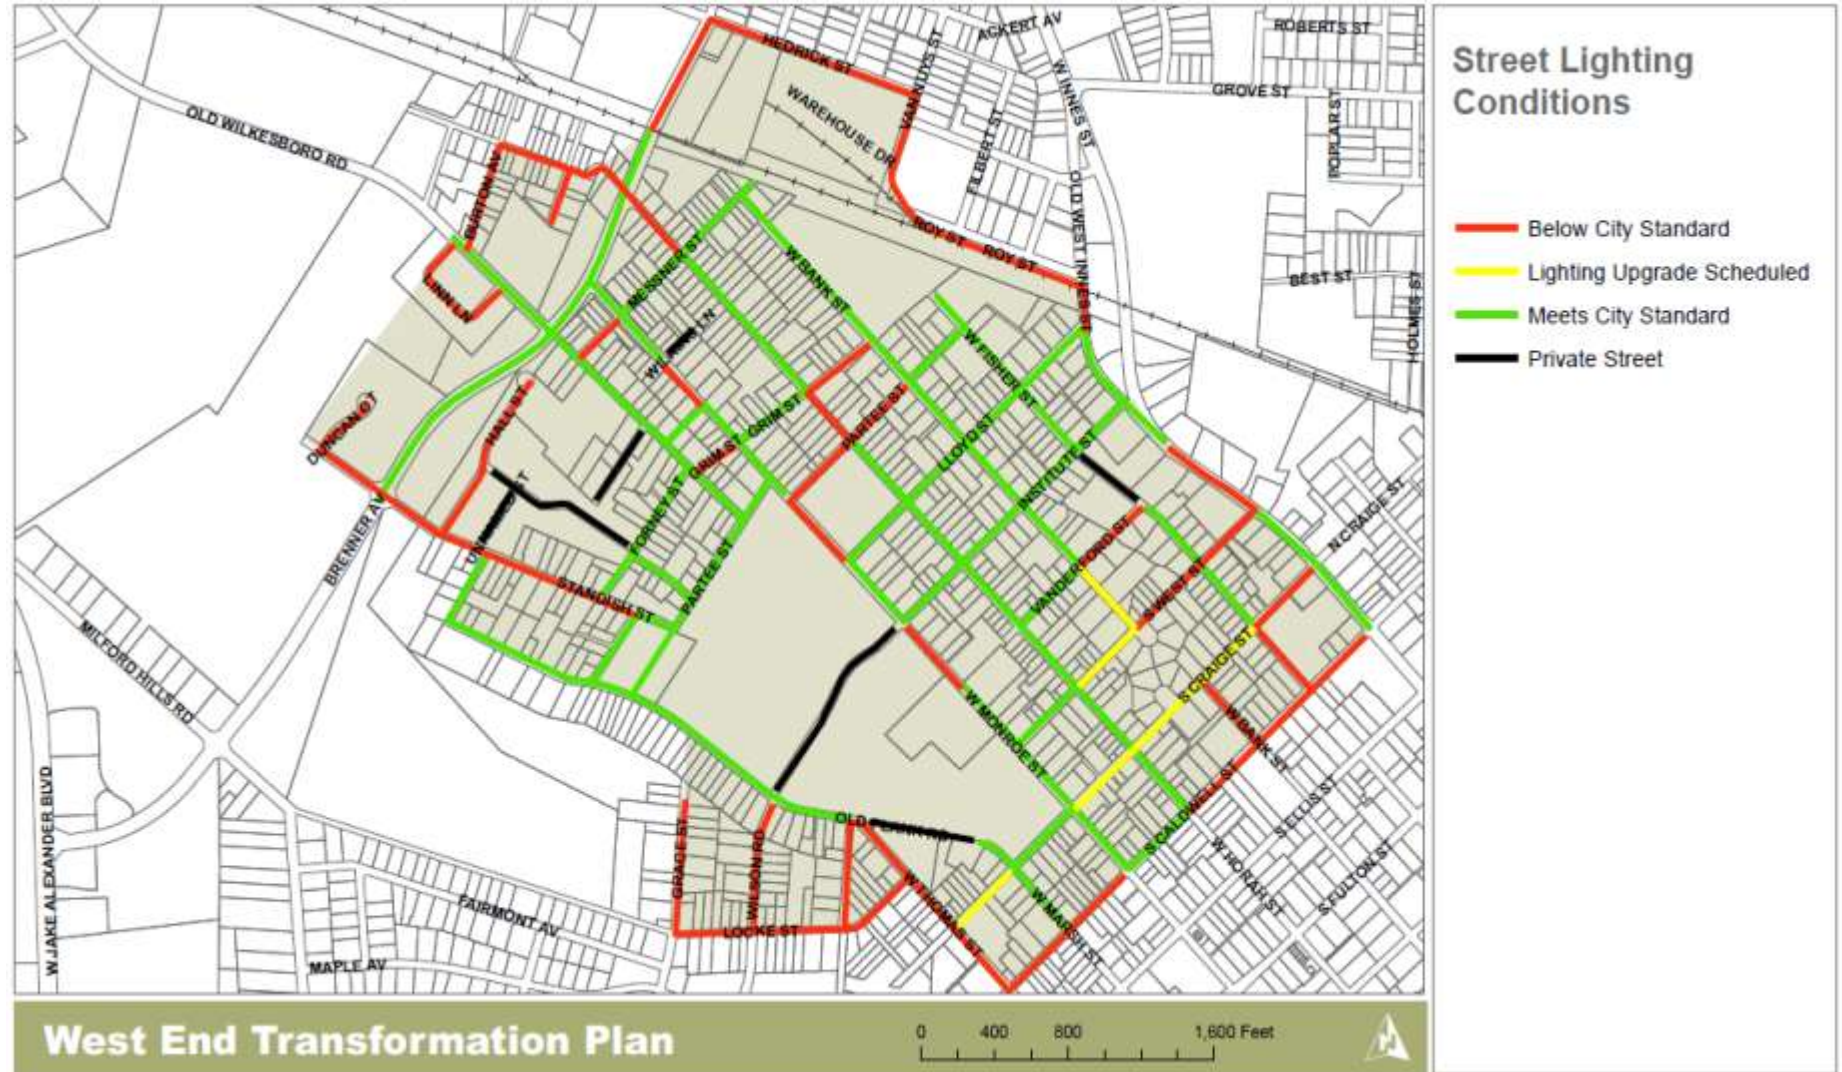 HEDRICK ST
VAN NUYS ST
ACKERT AV
ROBERTS ST
W INNES ST
GROVE ST
POPLAR ST
WAREHOUSE DR
FILBERT ST
OLD WILKESBORO RD
BURTON AV
OLD WEST INNES ST
ROY ST
ROY ST
BEST ST
HOLMES ST
LINN LN
MESSNER ST
W BANK ST
W FISHER ST
DUNCAN CT
HALL ST
GRIM ST
GRIM ST
PARTEE ST
LLOYD ST
INSTITUTE ST
N CRAIGE ST
FORNEY ST
BRENNER AV
PARTEE ST
STANDISH ST
VANDERFORD ST
S WEST ST
S CRAIGE ST
MILFORD HILLS RD
W MONROE ST
W BANK ST
S CALDWELL ST
S ELLIS ST
W HORAH ST
S FULTON ST
W JAKE ALEXANDER BLVD
GRACE ST
WILSON RD
OLD
W THOMAS ST
W MARSH ST
LOCKE ST
FAIRMONT AV
MAPLE AV
Street Lighting
Conditions
Below City Standard
Lighting Upgrade Scheduled
Meets City Standard
Private Street
West End Transformation Plan
0 400 800 1,600 Feet
N